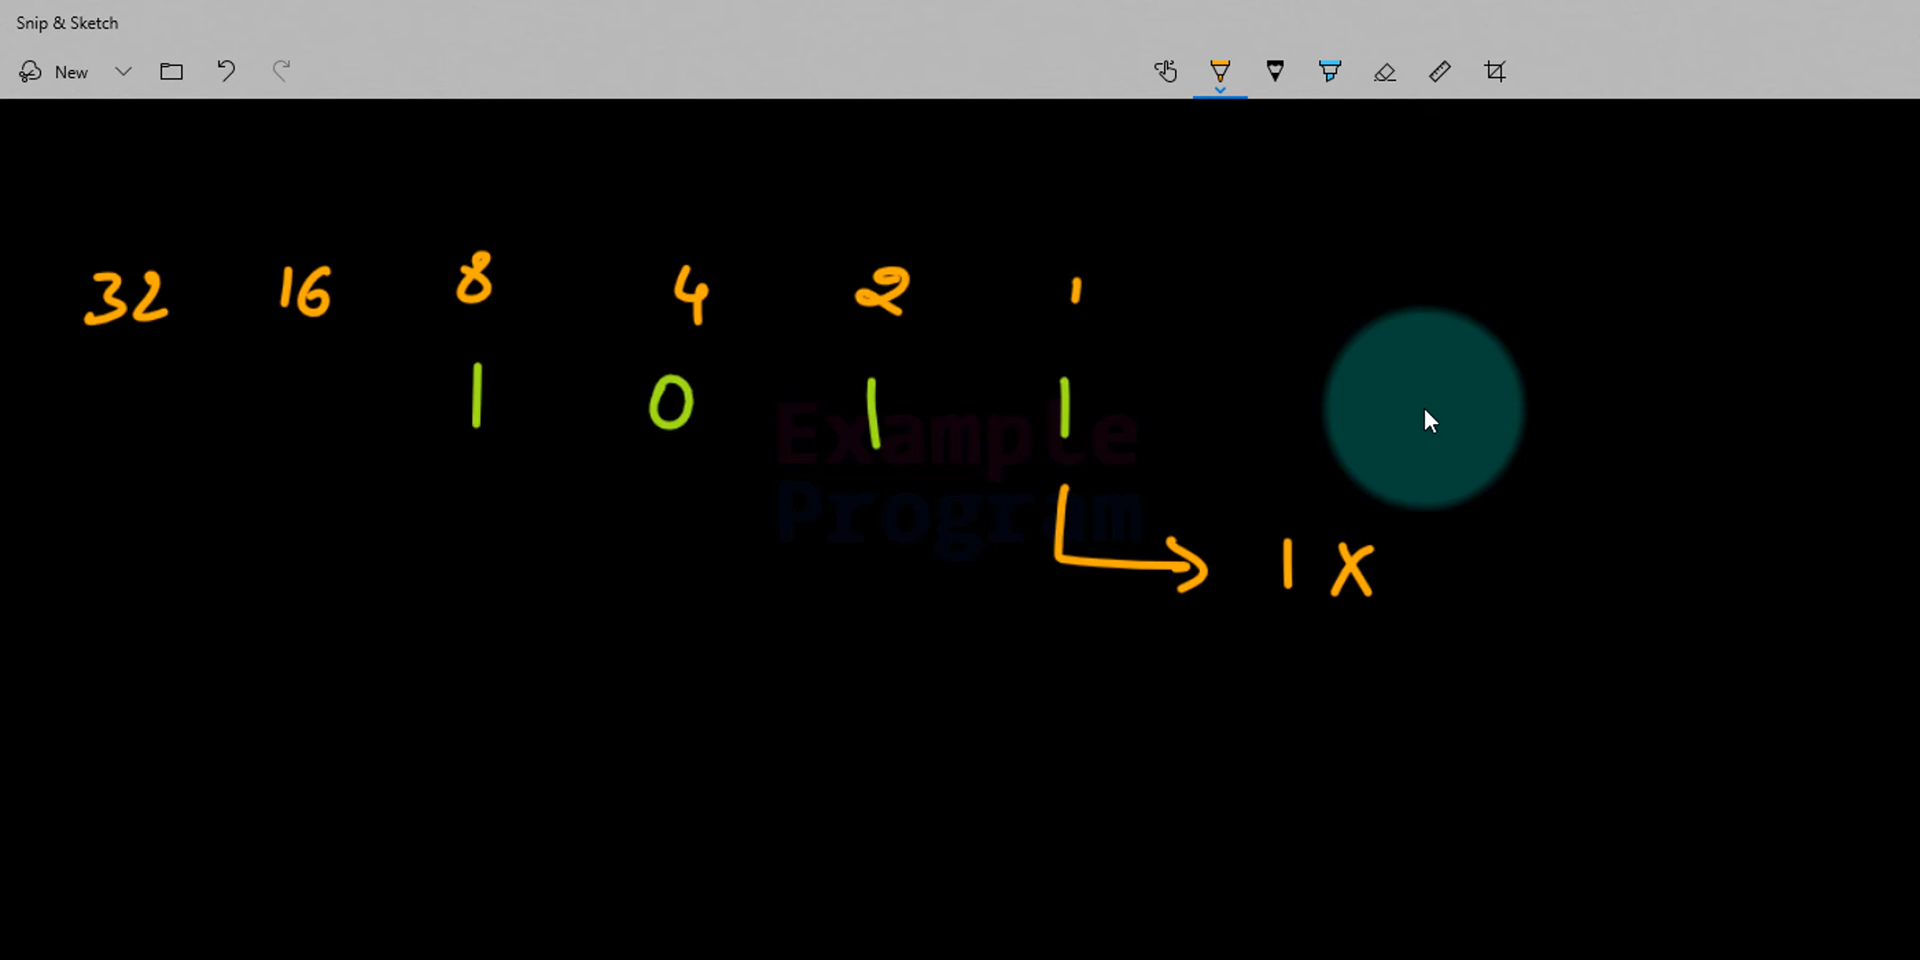 Snip & Sketch
New
32 16 8 4 2 1
1 0 1 1
Example
Program
1 X